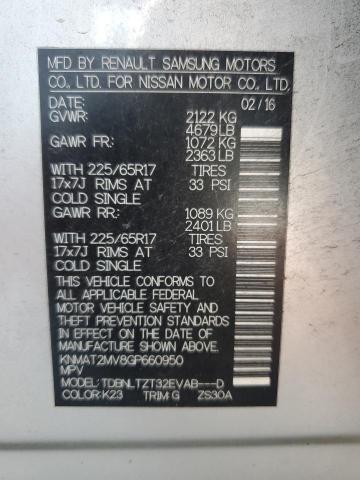 MFD BY RENAULT SAMSUNG MOTORS
CO., LTD. FOR NISSAN MOTOR CO., LTD.
DATE: 02/16
GVWR: 2122 KG
4679 LB
GAWR FR: 1072 KG
2363 LB
WITH 225/65R17 TIRES
17x7J RIMS AT 33 PSI
COLD SINGLE
GAWR RR: 1089 KG
2401 LB
WITH 225/65R17 TIRES
17x7J RIMS AT 33 PSI
COLD SINGLE
THIS VEHICLE CONFORMS TO
ALL APPLICABLE FEDERAL
MOTOR VEHICLE SAFETY AND
THEFT PREVENTION STANDARDS
IN EFFECT ON THE DATE OF
MANUFACTURE SHOWN ABOVE.
KNMAT2MV8GP660950
MPV
MODEL: TDBNLTZT32EVAB---D
COLOR: K23 TRIM: G ZS30A